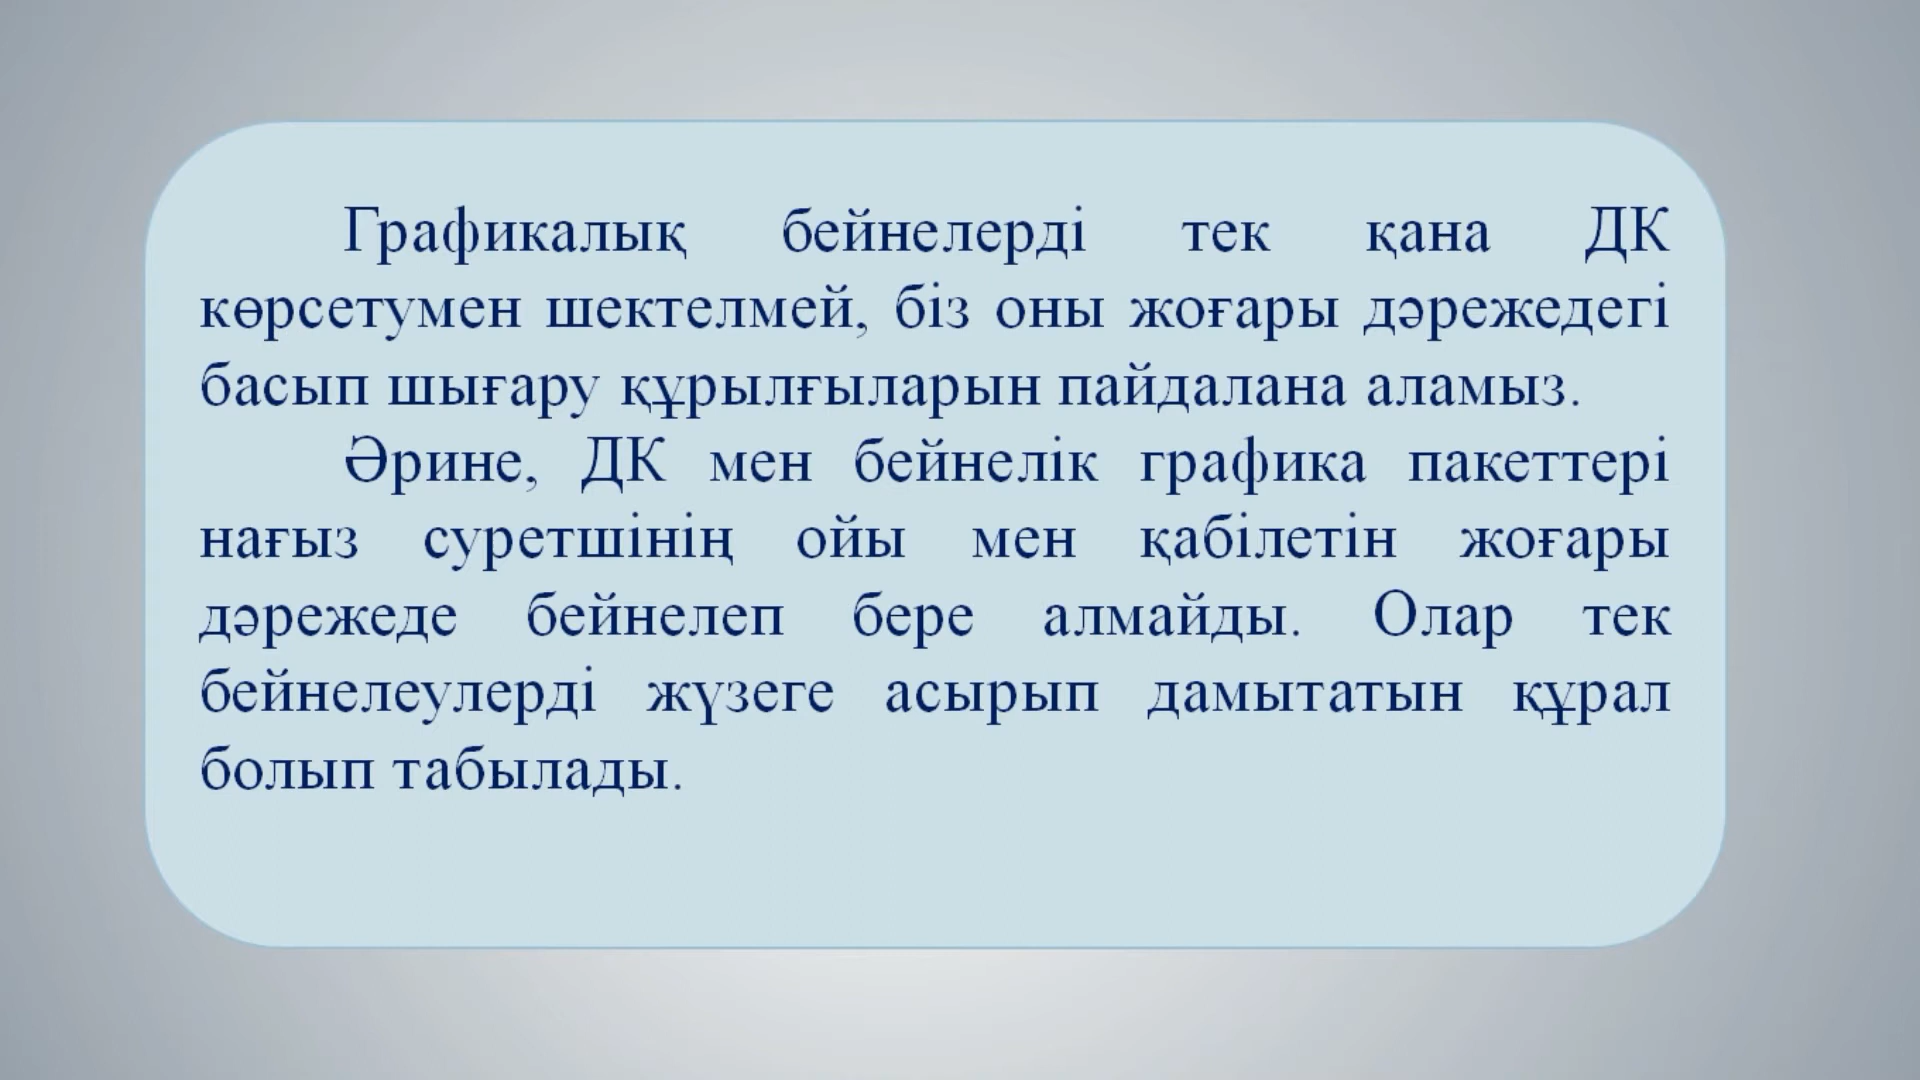 Графикалық бейнелерді тек қана ДК
көрсетумен шектелмей, біз оны жоғары дәрежедегі
басып шығару құрылғыларын пайдалана аламыз.
Әрине, ДК мен бейнелік графика пакеттері
нағыз суретшінің ойы мен қабілетін жоғары
дәрежеде бейнелеп бере алмайды. Олар тек
бейнелеулерді жүзеге асырып дамытатын құрал
болып табылады.